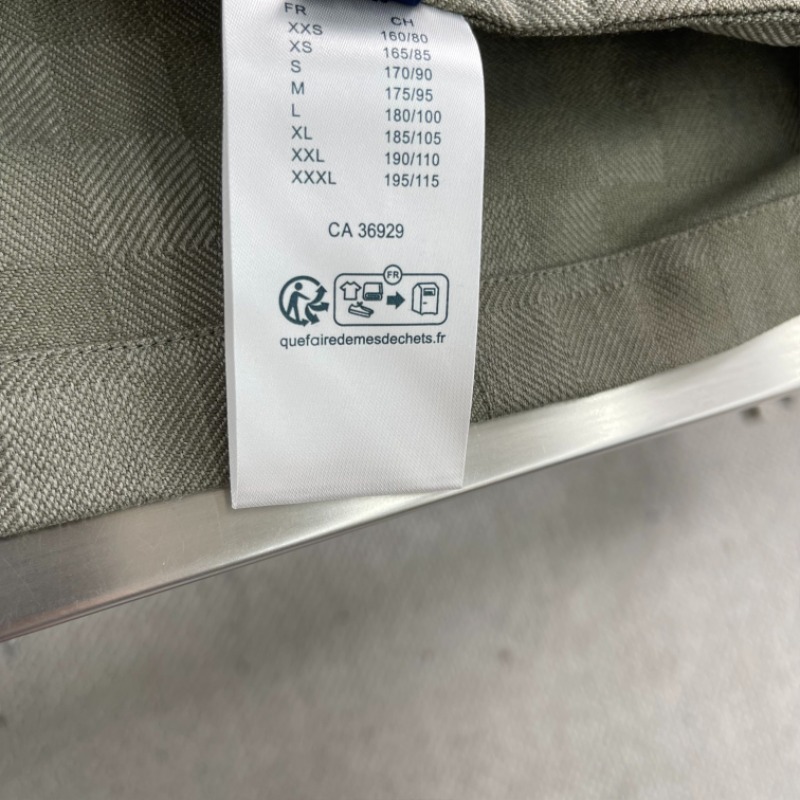 FR CH
XXS 160/80
XS 165/85
S 170/90
M 175/95
L 180/100
XL 185/105
XXL 190/110
XXXL 195/115
CA 36929
FR
quefairedemesdechets.fr